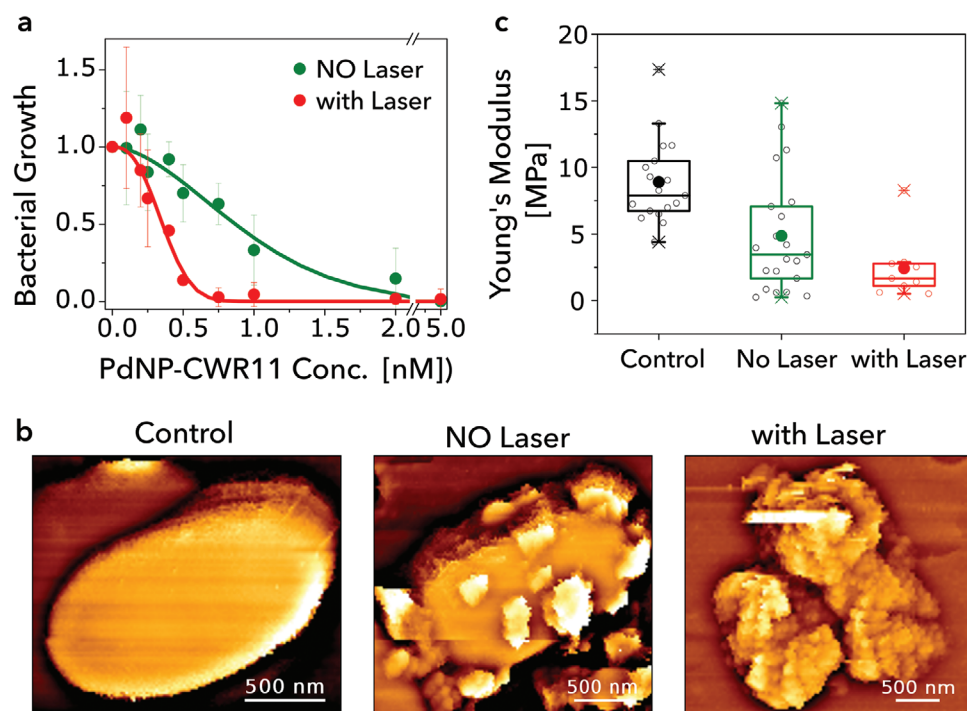 a
1.5
1.0
0.5
0.0
Bacterial Growth
NO Laser
with Laser
0.0 0.5 1.0 1.5 2.0 5.0
PdNP-CWR11 Conc. [nM])
c
20
15
10
5
0
Young's Modulus
[MPa]
Control No Laser with Laser
b
Control
NO Laser
with Laser
500 nm
500 nm
500 nm